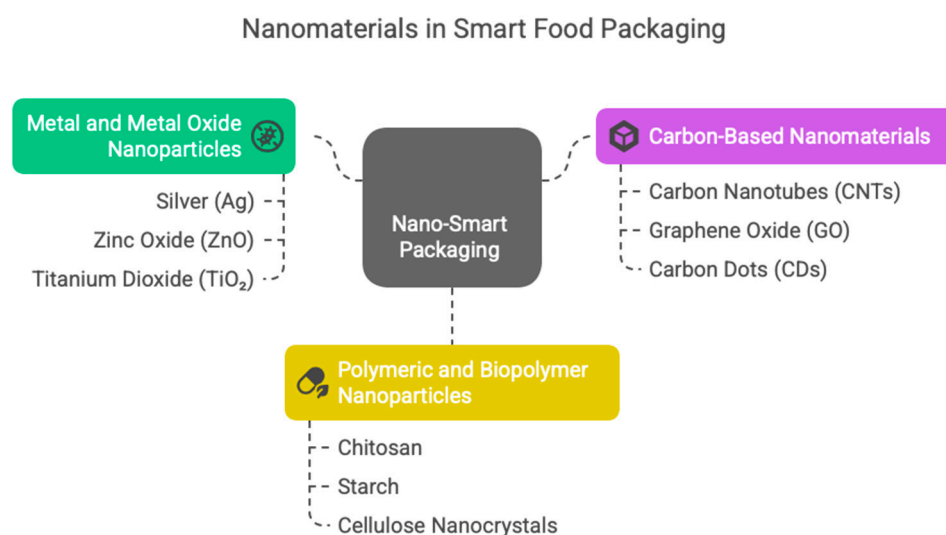 Nanomaterials in Smart Food Packaging
Metal and Metal Oxide
Nanoparticles
Silver (Ag)
Zinc Oxide (ZnO)
Titanium Dioxide (TiO₂)
Nano-Smart
Packaging
Carbon-Based Nanomaterials
Carbon Nanotubes (CNTs)
Graphene Oxide (GO)
Carbon Dots (CDs)
Polymeric and Biopolymer
Nanoparticles
Chitosan
Starch
Cellulose Nanocrystals